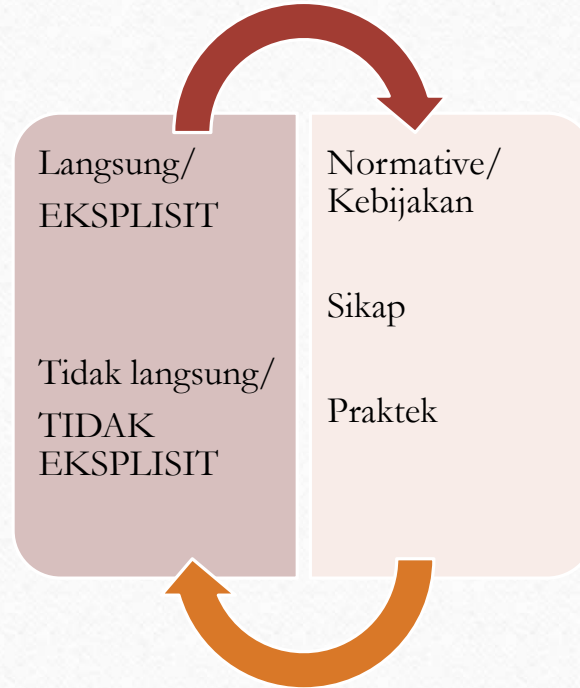 Langsung/
EKSPLISIT
Tidak langsung/
TIDAK
EKSPLISIT
Normative/
Kebijakan
Sikap
Praktek